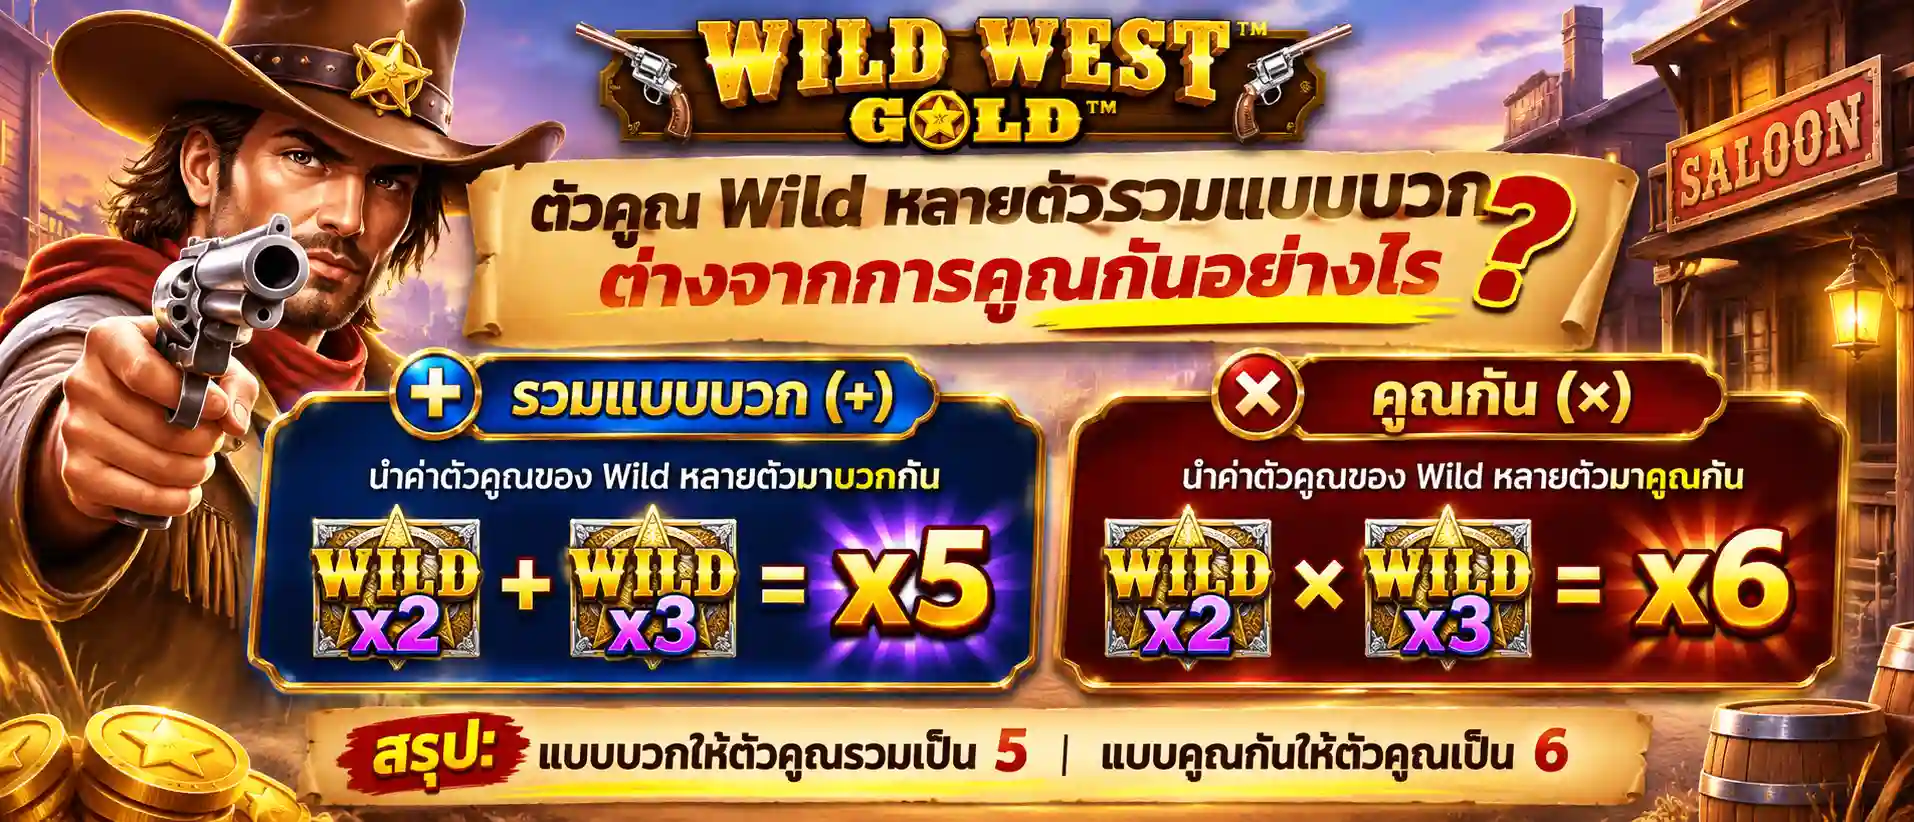 WILD WEST™
GOLD™
SALOON
ตัวคูณ Wild หลายตัวรวมแบบบวก
ต่างจากการคูณกันอย่างไร?
+ รวมแบบบวก (+)
นำค่าตัวคูณของ Wild หลายตัวมาบวกกัน
WILD x2 + WILD x3 = x5
× คูณกัน (×)
นำค่าตัวคูณของ Wild หลายตัวมาคูณกัน
WILD x2 × WILD x3 = x6
สรุป: แบบบวกให้ตัวคูณรวมเป็น 5 | แบบคูณกันให้ตัวคูณเป็น 6